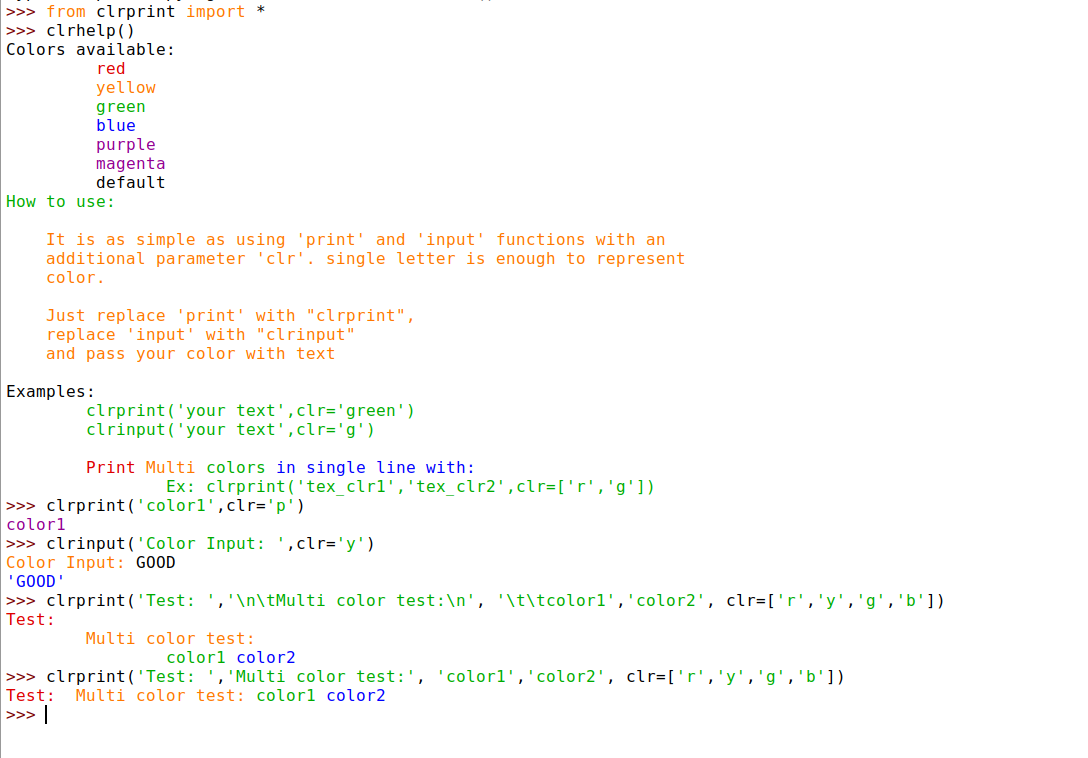 >>> from clrprint import *
>>> clrhelp()
Colors available:
         red
         yellow
         green
         blue
         purple
         magenta
         default
How to use:

    It is as simple as using 'print' and 'input' functions with an
    additional parameter 'clr'. single letter is enough to represent
    color.

    Just replace 'print' with "clrprint",
    replace 'input' with "clrinput"
    and pass your color with text

Examples:
        clrprint('your text',clr='green')
        clrinput('your text',clr='g')

        Print Multi colors in single line with:
                Ex: clrprint('tex_clr1','tex_clr2',clr=['r','g'])
>>> clrprint('color1',clr='p')
color1
>>> clrinput('Color Input: ',clr='y')
Color Input: GOOD
'GOOD'
>>> clrprint('Test: ','\n\tMulti color test:\n', '\t\tcolor1','color2', clr=['r','y','g','b'])
Test:
        Multi color test:
                color1 color2
>>> clrprint('Test: ','Multi color test:', 'color1','color2', clr=['r','y','g','b'])
Test:  Multi color test: color1 color2
>>>